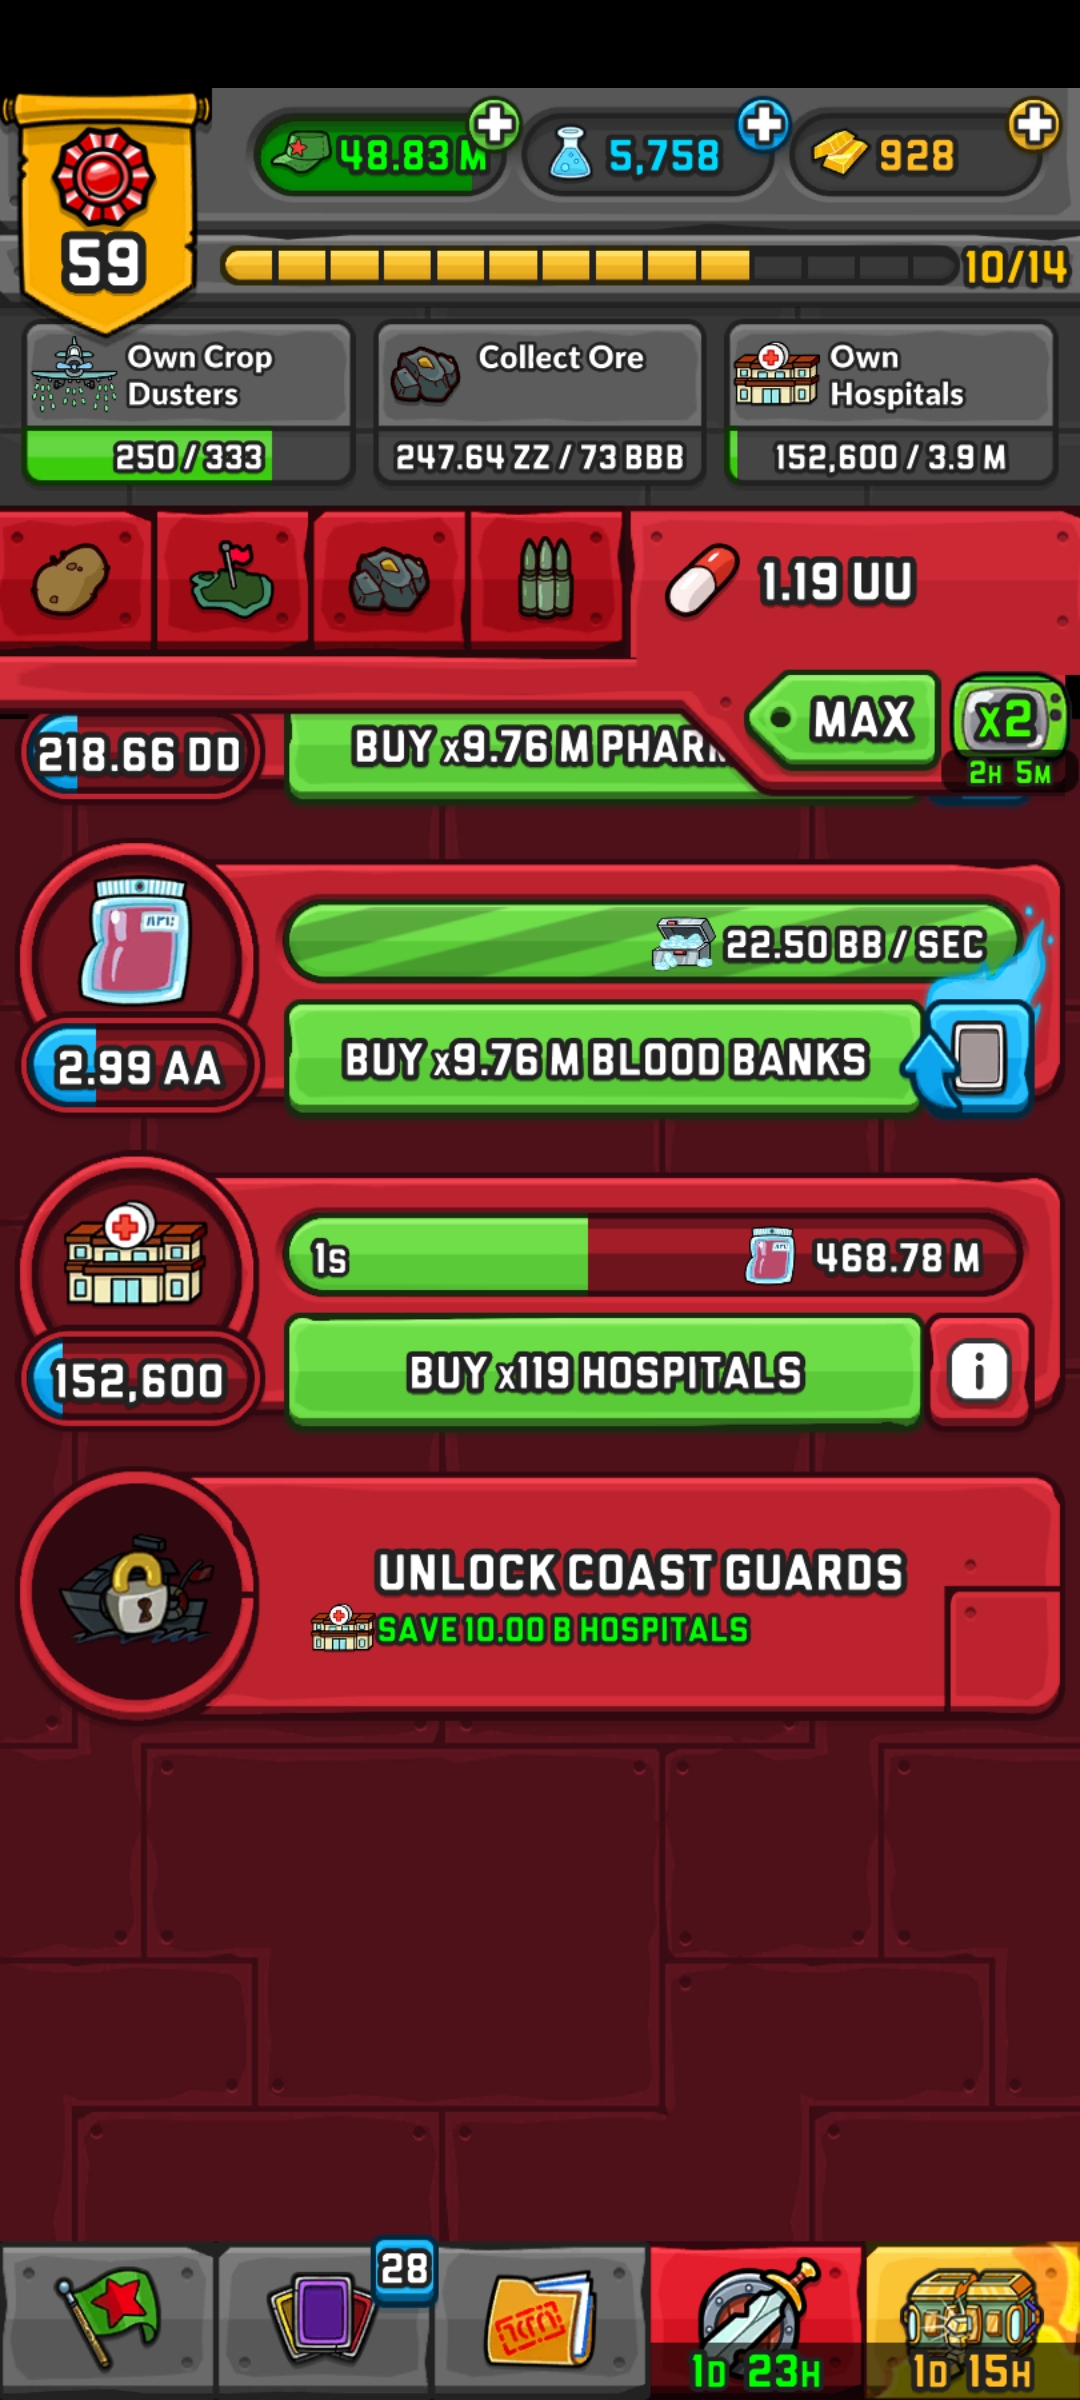 59
48.83 M
5,758
928
10/14
Own Crop
Dusters
250/333
Collect Ore
247.64 ZZ / 73 BBB
Own
Hospitals
152,600 / 3.9 M
1.19 UU
MAX
x2
2H 5M
218.66 DD
BUY x9.76 M PHAR
22.50 BB / SEC
2.99 AA
BUY x9.76 M BLOOD BANKS
1s
468.78 M
152,600
BUY x119 HOSPITALS
i
UNLOCK COAST GUARDS
SAVE 10.00 B HOSPITALS
28
1D 23H
1D 15H